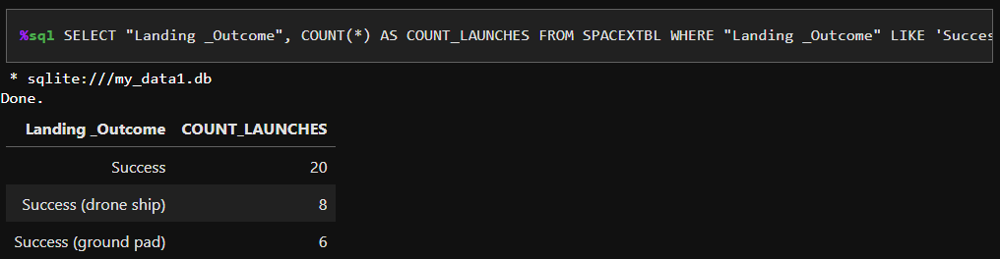 %sql SELECT "Landing _Outcome", COUNT(*) AS COUNT_LAUNCHES FROM SPACEXTBL WHERE "Landing _Outcome" LIKE 'Succes
* sqlite:///my_data1.db
Done.
Landing _Outcome COUNT_LAUNCHES
Success 20
Success (drone ship) 8
Success (ground pad) 6